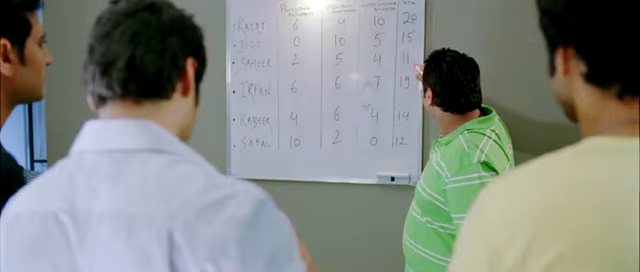 • RAJAT 6 4 10 20
• JOGI 0 10 5 15
• SAMEER 2 5 4 11
• IRFAN 6 6 7 19
• KABEER 4 6 4 14
• SAFAL 10 2 0 12